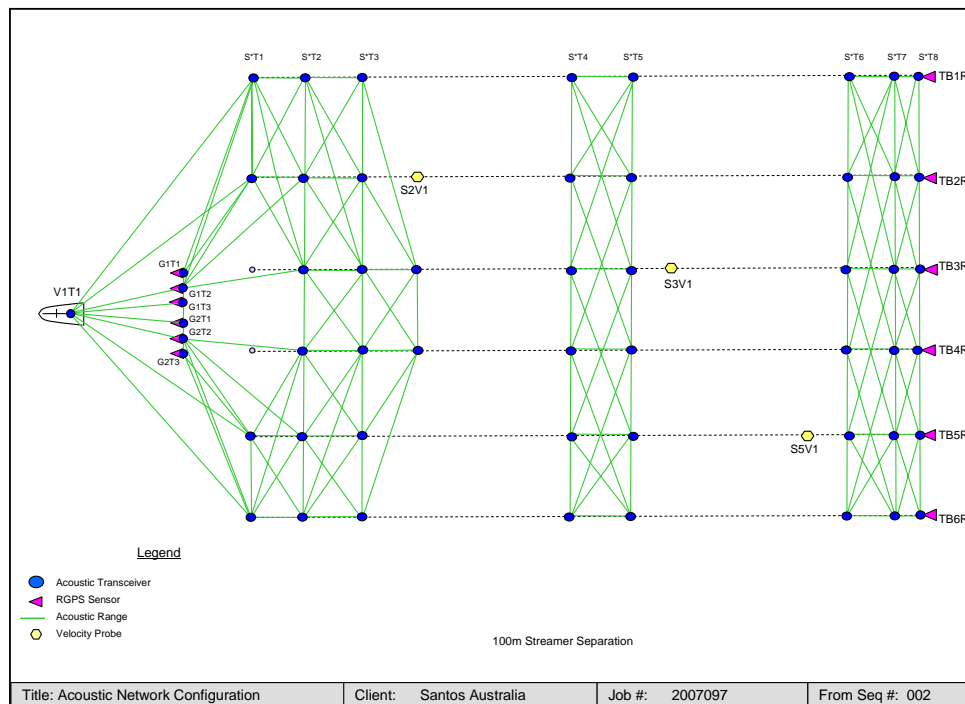 S*T1 S*T2 S*T3 S*T4 S*T5 S*T6 S*T7 S*T8
TB1R
TB2R
S2V1
G1T1
TB3R
S3V1
V1T1
G1T2
G1T3
G2T1
G2T2
TB4R
G2T3
TB5R
S5V1
TB6R
Legend
Acoustic Transceiver
RGPS Sensor
Acoustic Range
Velocity Probe
100m Streamer Separation
Title: Acoustic Network Configuration Client: Santos Australia Job #: 2007097 From Seq #: 002